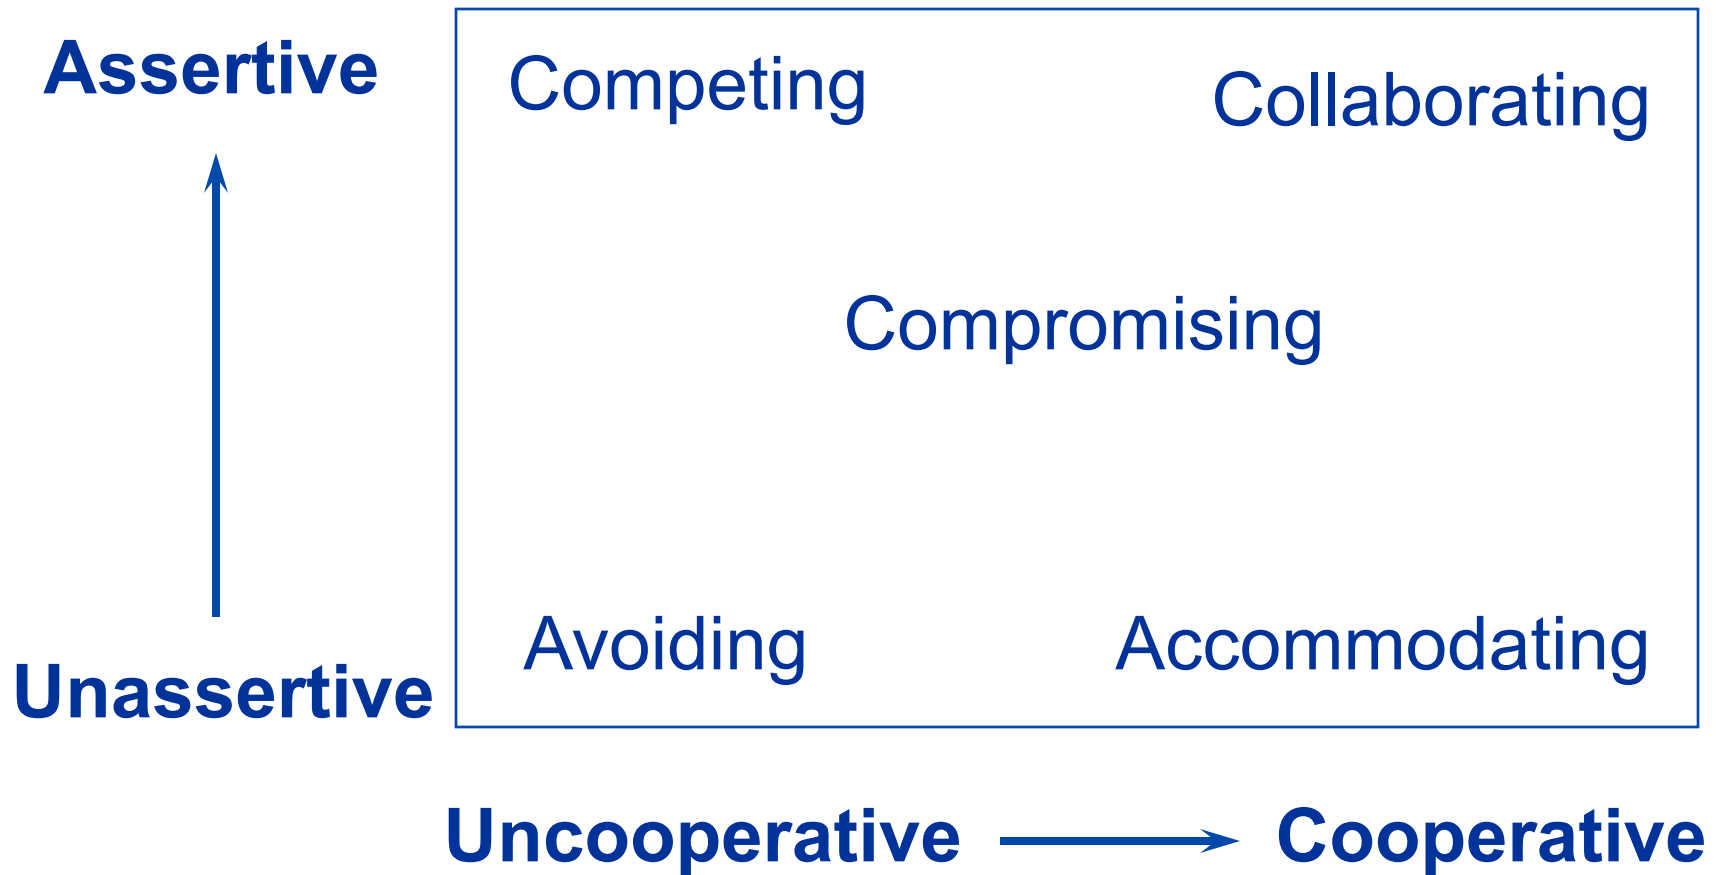 Assertive
Competing
Collaborating
Compromising
Avoiding
Accommodating
Unassertive
Uncooperative
Cooperative